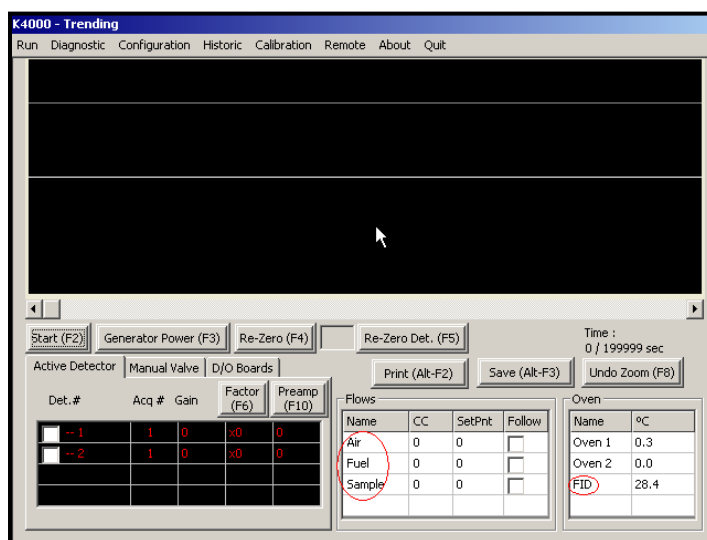 K4000 - Trending
Run Diagnostic Configuration Historic Calibration Remote About Quit
Start (F2) Generator Power (F3) Re-Zero (F4) Re-Zero Det. (F5)
Time :
0 / 199999 sec
Active Detector Manual Valve D/O Boards
Print (Alt-F2) Save (Alt-F3) Undo Zoom (F8)
Det.# Acq # Gain Factor (F6) Preamp (F10)
-- 1 1 0 x0 0
-- 2 1 0 x0 0
Flows
Name CC SetPnt Follow
Air 0 0
Fuel 0 0
Sample 0 0
Oven
Name ºC
Oven 1 0.3
Oven 2 0.0
FID 28.4